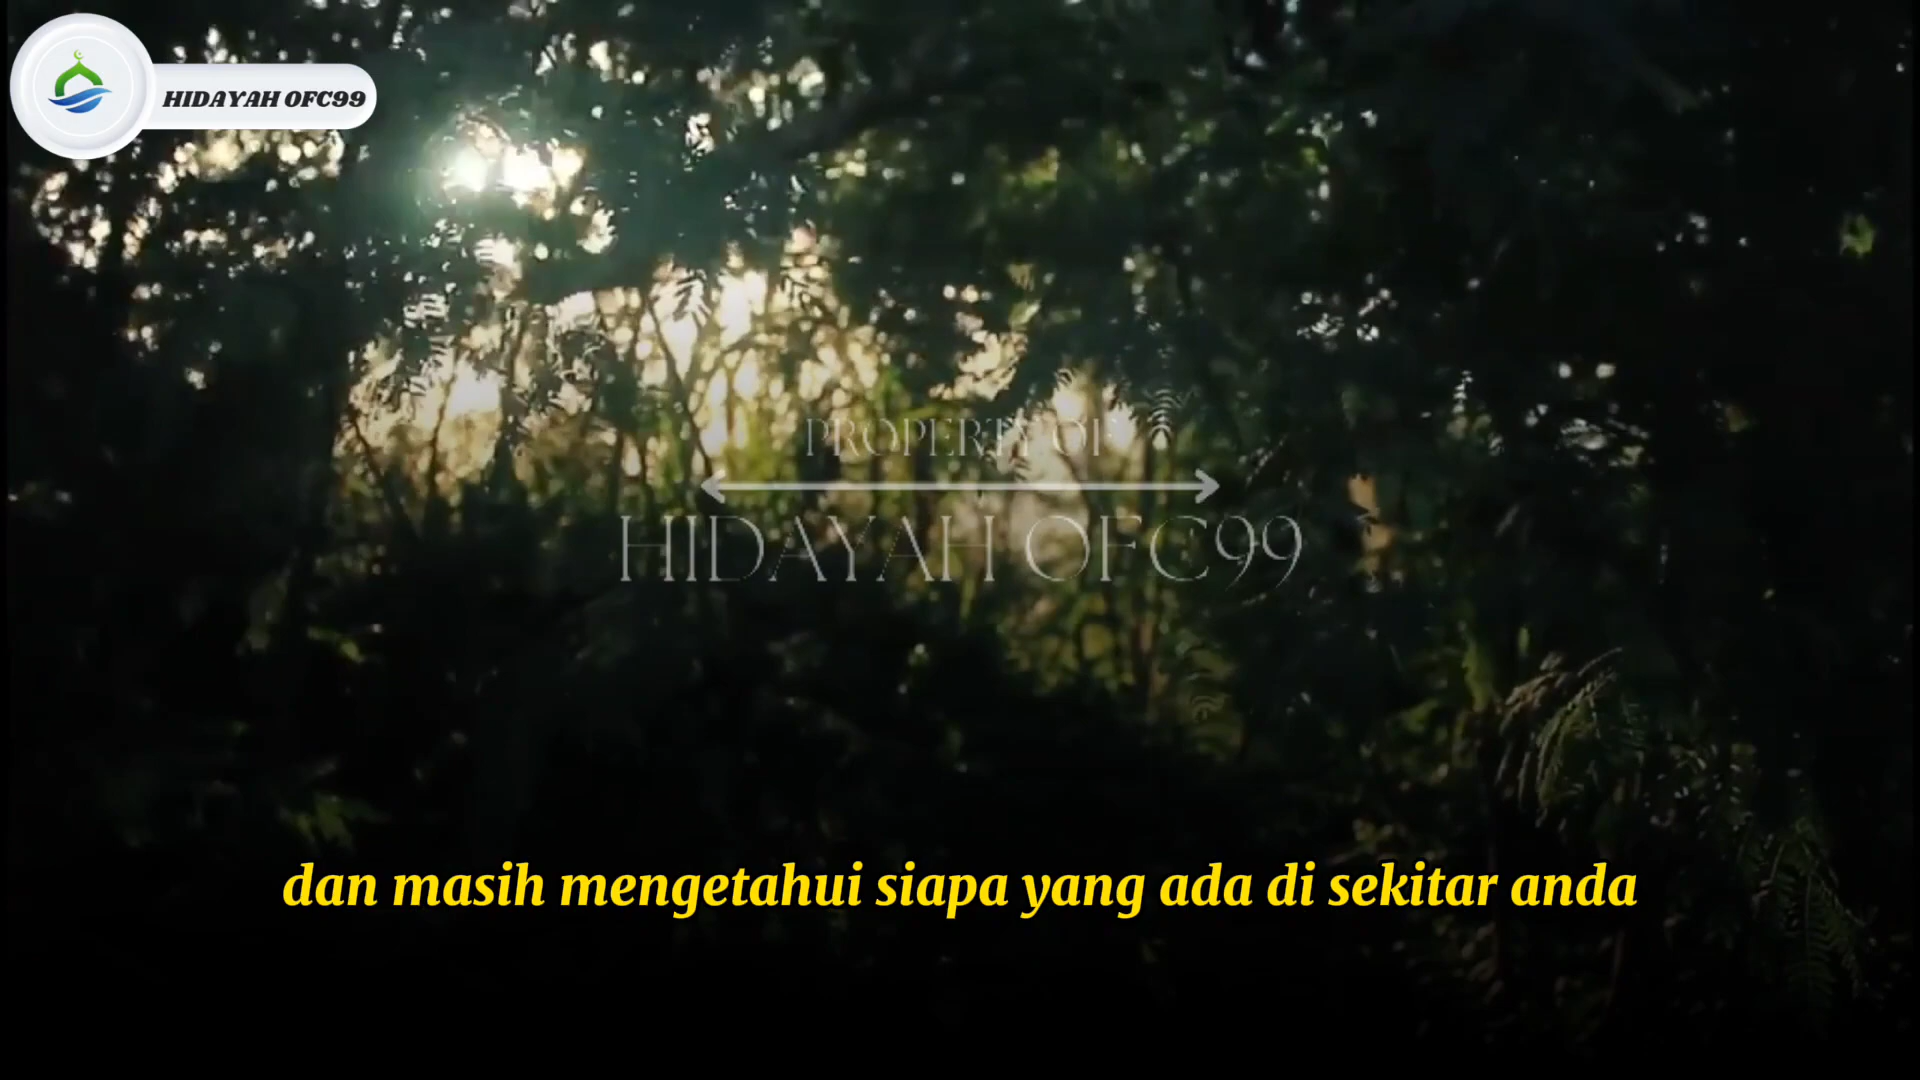 HIDAYAH OFC99
PROPERTY OF
HIDAYAH OFC99
dan masih mengetahui siapa yang ada di sekitar anda